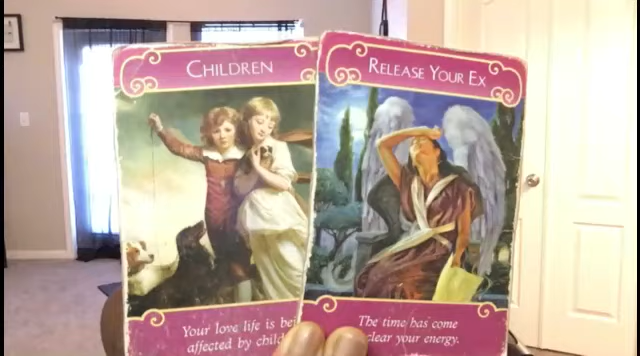 CHILDREN
Your love life is
affected by
RELEASE YOUR EX
The time has come
clear your energy.